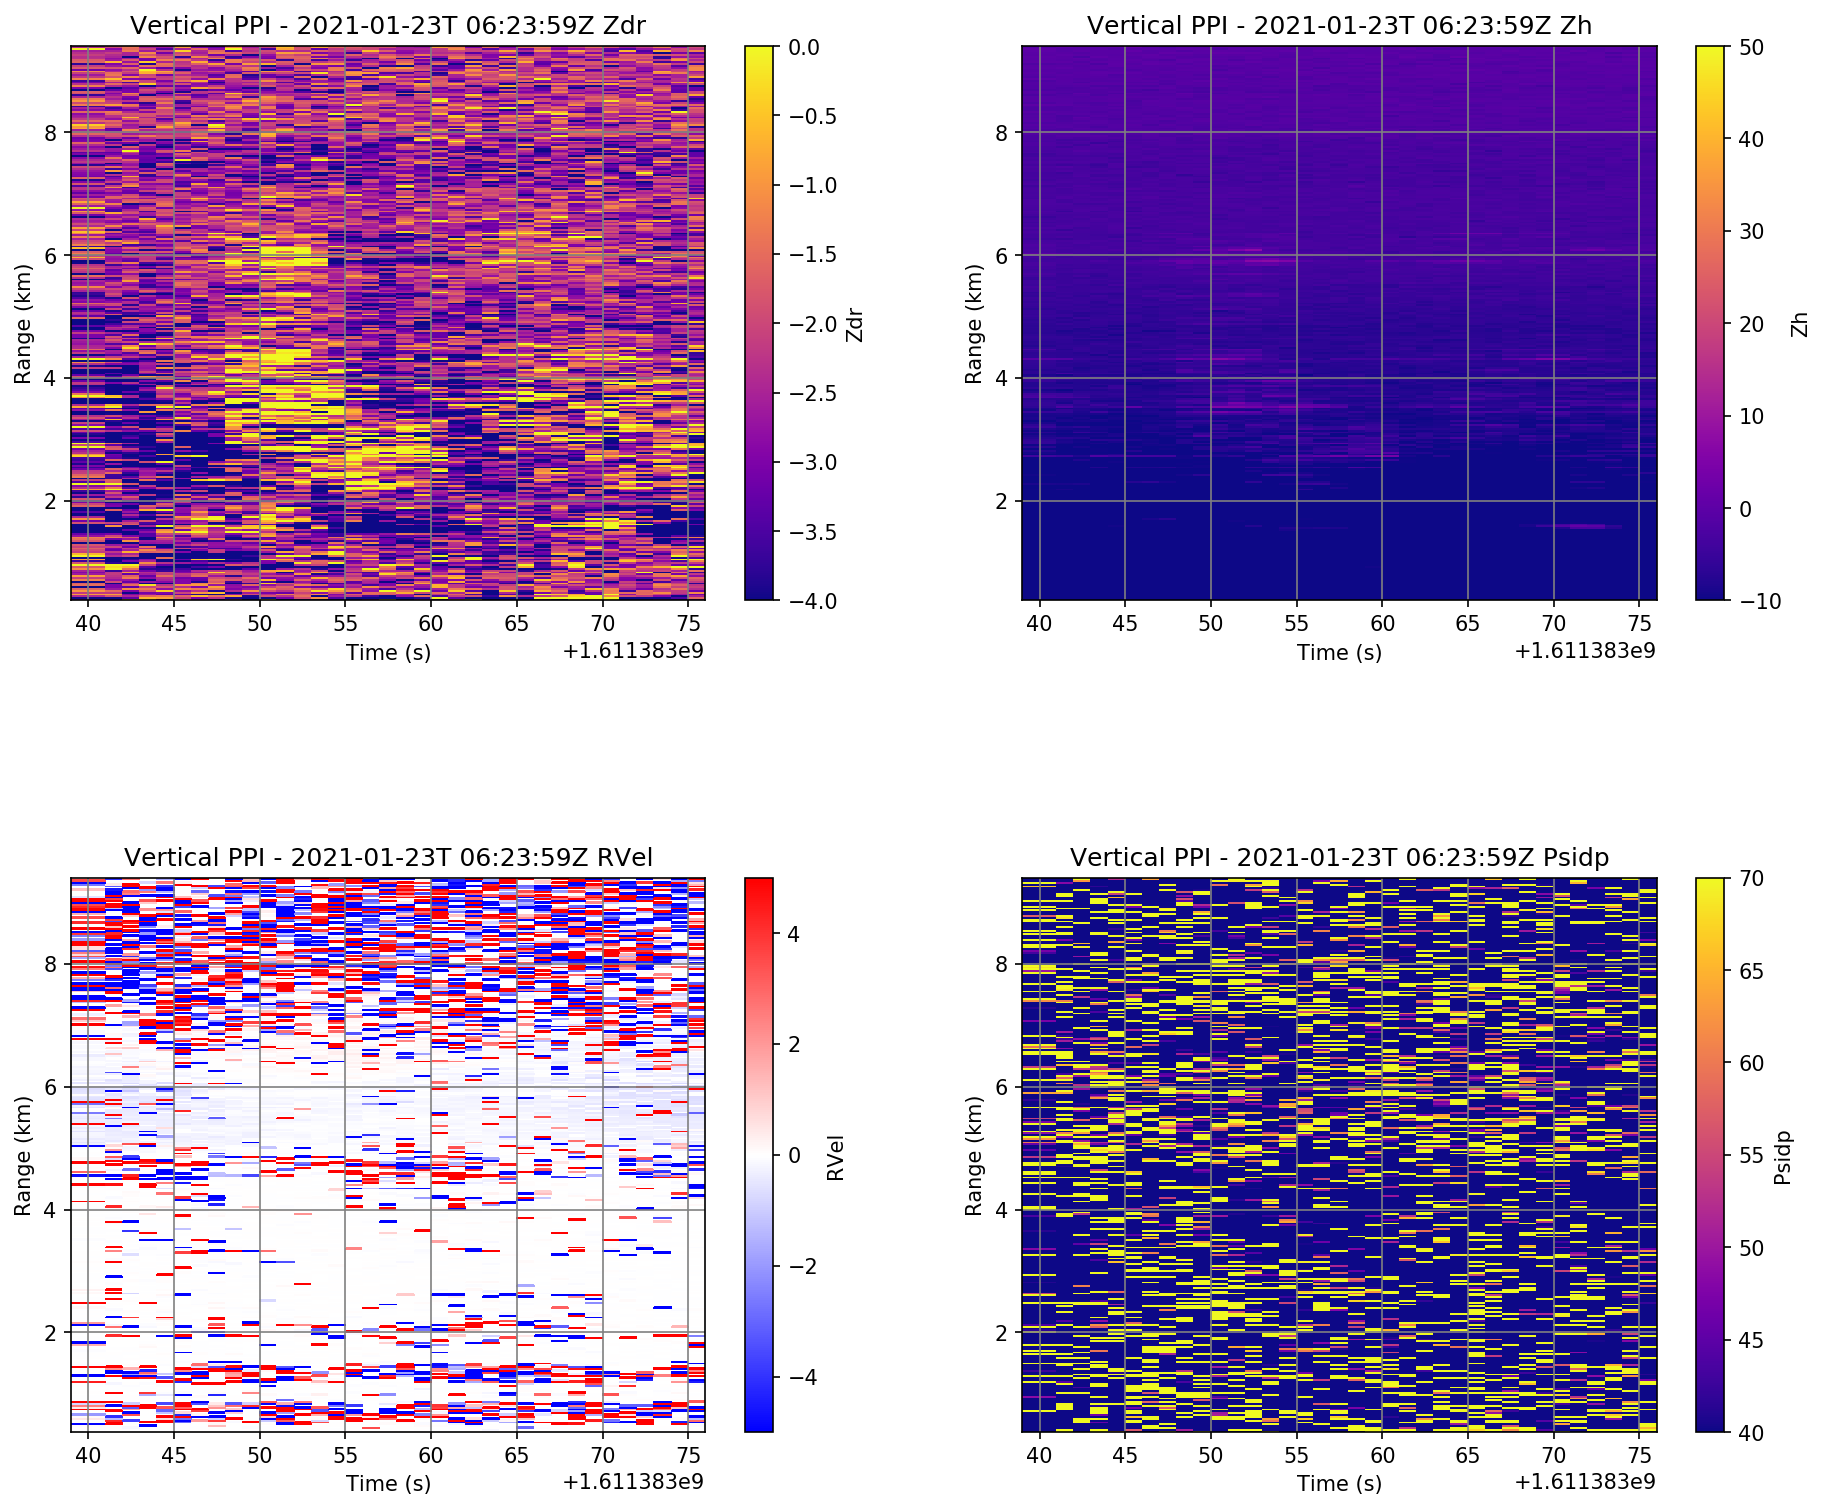 Vertical PPI - 2021-01-23T 06:23:59Z Zdr
8
6
4
2
Range (km)
40 45 50 55 60 65 70 75
Time (s)
+1.611383e9
0.0
−0.5
−1.0
−1.5
−2.0
−2.5
−3.0
−3.5
−4.0
Zdr
Vertical PPI - 2021-01-23T 06:23:59Z Zh
8
6
4
2
Range (km)
40 45 50 55 60 65 70 75
Time (s)
+1.611383e9
50
40
30
20
10
0
−10
Zh
Vertical PPI - 2021-01-23T 06:23:59Z RVel
8
6
4
2
Range (km)
40 45 50 55 60 65 70 75
Time (s)
+1.611383e9
4
2
0
−2
−4
RVel
Vertical PPI - 2021-01-23T 06:23:59Z Psidp
8
6
4
2
Range (km)
40 45 50 55 60 65 70 75
Time (s)
+1.611383e9
70
65
60
55
50
45
40
Psidp